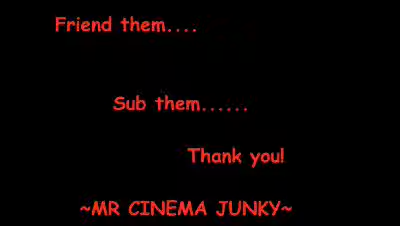 Friend them....
Sub them......
Thank you!
~MR CINEMA JUNKY~